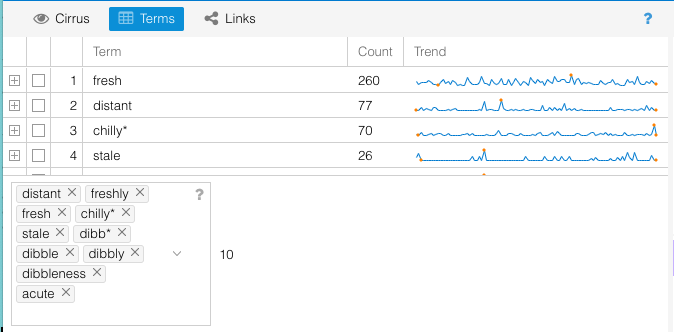 Cirrus Terms Links ?
Term Count Trend
1 fresh 260
2 distant 77
3 chilly* 70
4 stale 26
distant × freshly × ?
fresh × chilly* ×
stale × dibb* ×
dibble × dibbly × 10
dibbleness ×
acute ×